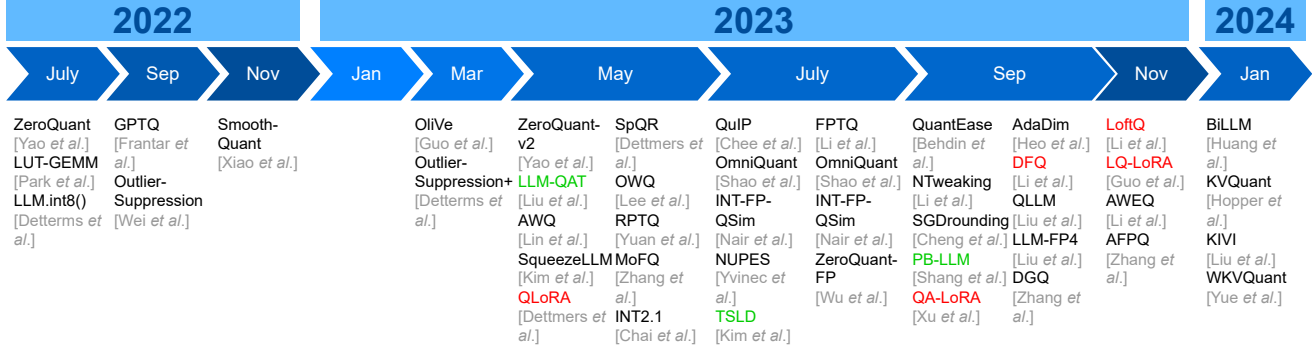 2022
2023
2024
July
Sep
Nov
Jan
Mar
May
July
Sep
Nov
Jan
ZeroQuant
[Yao et al.]
LUT-GEMM
[Park et al.]
LLM.int8()
[Detterms et
al.]
GPTQ
[Frantar et
al.]
Outlier-
Suppression
[Wei et al.]
Smooth-
Quant
[Xiao et al.]
OliVe
[Guo et al.]
Outlier-
Suppression+
[Detterms et
al.]
ZeroQuant-
v2
[Yao et al.]
LLM-QAT
[Liu et al.]
AWQ
[Lin et al.]
SqueezeLLM
[Kim et al.]
QLoRA
[Dettmers et
al.]
SpQR
[Dettmers et
al.]
OWQ
[Lee et al.]
RPTQ
[Yuan et al.]
MoFQ
[Zhang et
al.]
INT2.1
[Chai et al.]
QuIP
[Chee et al.]
OmniQuant
[Shao et al.]
INT-FP-
QSim
[Nair et al.]
NUPES
[Yvinec et
al.]
TSLD
[Kim et al.]
FPTQ
[Li et al.]
OmniQuant
[Shao et al.]
INT-FP-
QSim
[Nair et al.]
ZeroQuant-
FP
[Wu et al.]
QuantEase
[Behdin et
al.]
NTweaking
[Li et al.]
SGDrounding
[Cheng et al.]
PB-LLM
[Shang et al.]
QA-LoRA
[Xu et al.]
AdaDim
[Heo et al.]
DFQ
[Li et al.]
QLLM
[Liu et al.]
LLM-FP4
[Liu et al.]
DGQ
[Zhang et
al.]
LoftQ
[Li et al.]
LQ-LoRA
[Guo et al.]
AWEQ
[Li et al.]
AFPQ
[Zhang et
al.]
BiLLM
[Huang et
al.]
KVQuant
[Hopper et
al.]
KIVI
[Liu et al.]
WKVQuant
[Yue et al.]